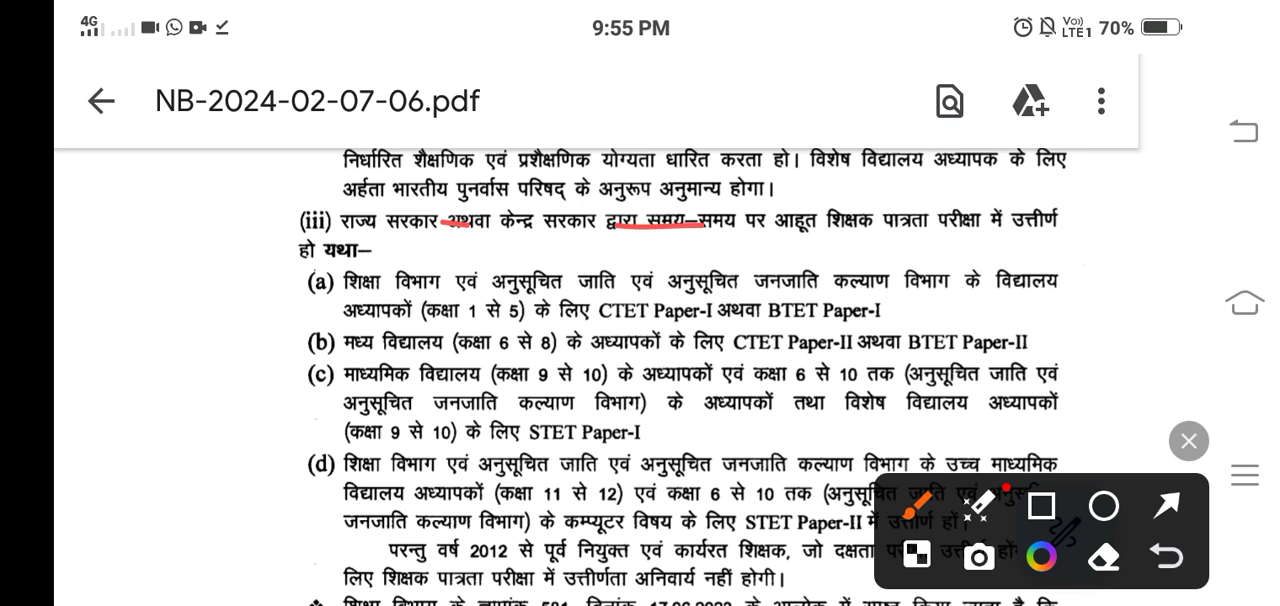 4G
9:55 PM
Vo))
LTE1 70%
NB-2024-02-07-06.pdf
निर्धारित शैक्षणिक एवं प्रशैक्षणिक योग्यता धारित करता हो। विशेष विद्यालय अध्यापक के लिए
अर्हता भारतीय पुनर्वास परिषद् के अनुरूप अनुमान्य होगा।
(iii) राज्य सरकार अथवा केन्द्र सरकार द्वारा समय–समय पर आहूत शिक्षक पात्रता परीक्षा में उत्तीर्ण
हो यथा–
(a) शिक्षा विभाग एवं अनुसूचित जाति एवं अनुसूचित जनजाति कल्याण विभाग के विद्यालय
अध्यापकों (कक्षा 1 से 5) के लिए CTET Paper-I अथवा BTET Paper-I
(b) मध्य विद्यालय (कक्षा 6 से 8) के अध्यापकों के लिए CTET Paper-II अथवा BTET Paper-II
(c) माध्यमिक विद्यालय (कक्षा 9 से 10) के अध्यापकों एवं कक्षा 6 से 10 तक (अनुसूचित जाति एवं
अनुसूचित जनजाति कल्याण विभाग) के अध्यापकों तथा विशेष विद्यालय अध्यापकों
(कक्षा 9 से 10) के लिए STET Paper-I
(d) शिक्षा विभाग एवं अनुसूचित जाति एवं अनुसूचित जनजाति कल्याण विभाग के उच्च माध्यमिक
विद्यालय अध्यापकों (कक्षा 11 से 12) एवं कक्षा 6 से 10 तक (अनुसूचित जाति एवं
जनजाति कल्याण विभाग) के कम्प्यूटर विषय के लिए STET Paper-II में उत्तीर्ण हों।
परन्तु वर्ष 2012 से पूर्व नियुक्त एवं कार्यरत शिक्षक, जो दक्षता
लिए शिक्षक पात्रता परीक्षा में उत्तीर्णता अनिवार्य नहीं होगी।